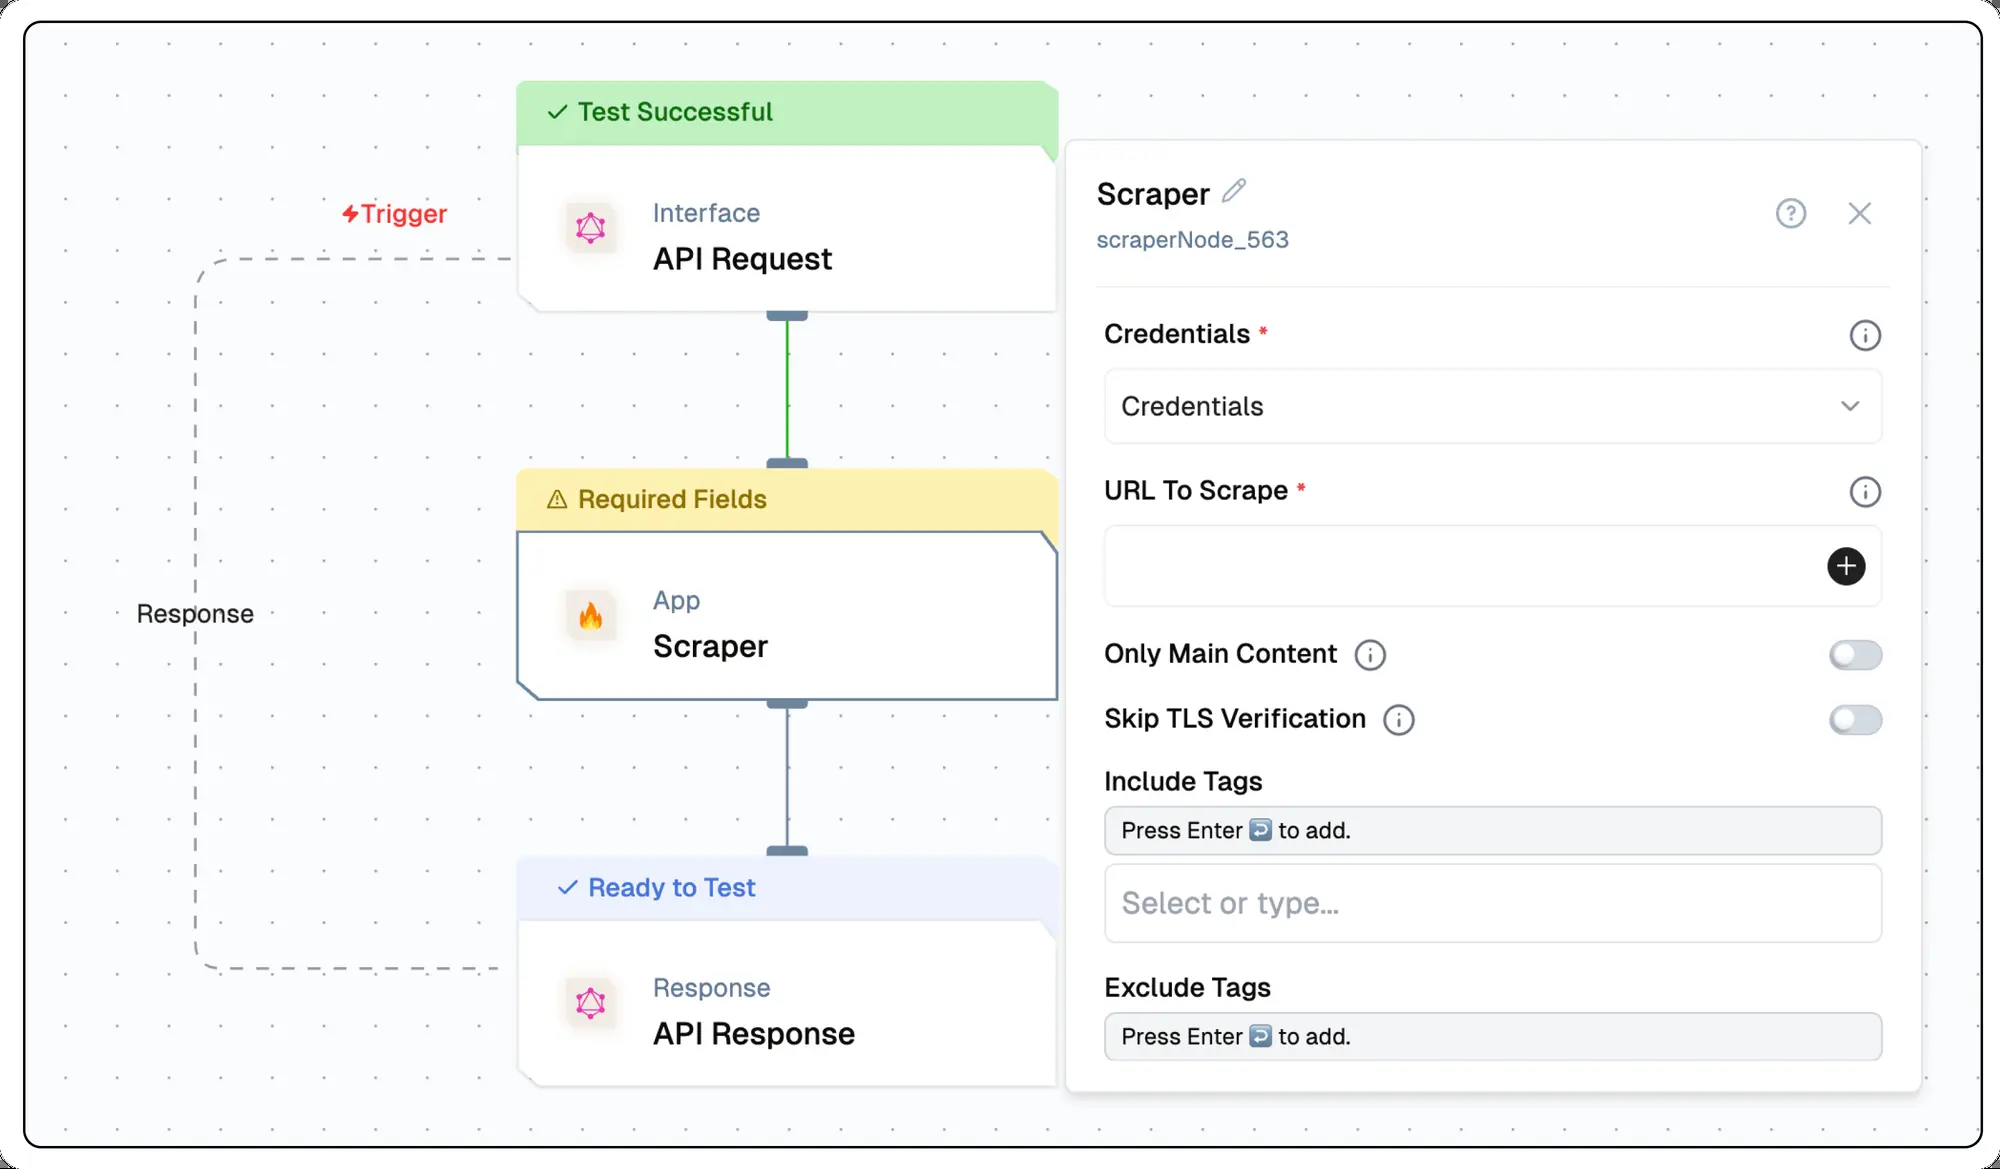 Test Successful
Interface
API Request
⚡Trigger
Response
Required Fields
App
Scraper
Ready to Test
Response
API Response
Scraper
scraperNode_563
Credentials *
Credentials
URL To Scrape *
Only Main Content
Skip TLS Verification
Include Tags
Press Enter ↩️ to add.
Select or type...
Exclude Tags
Press Enter ↩️ to add.